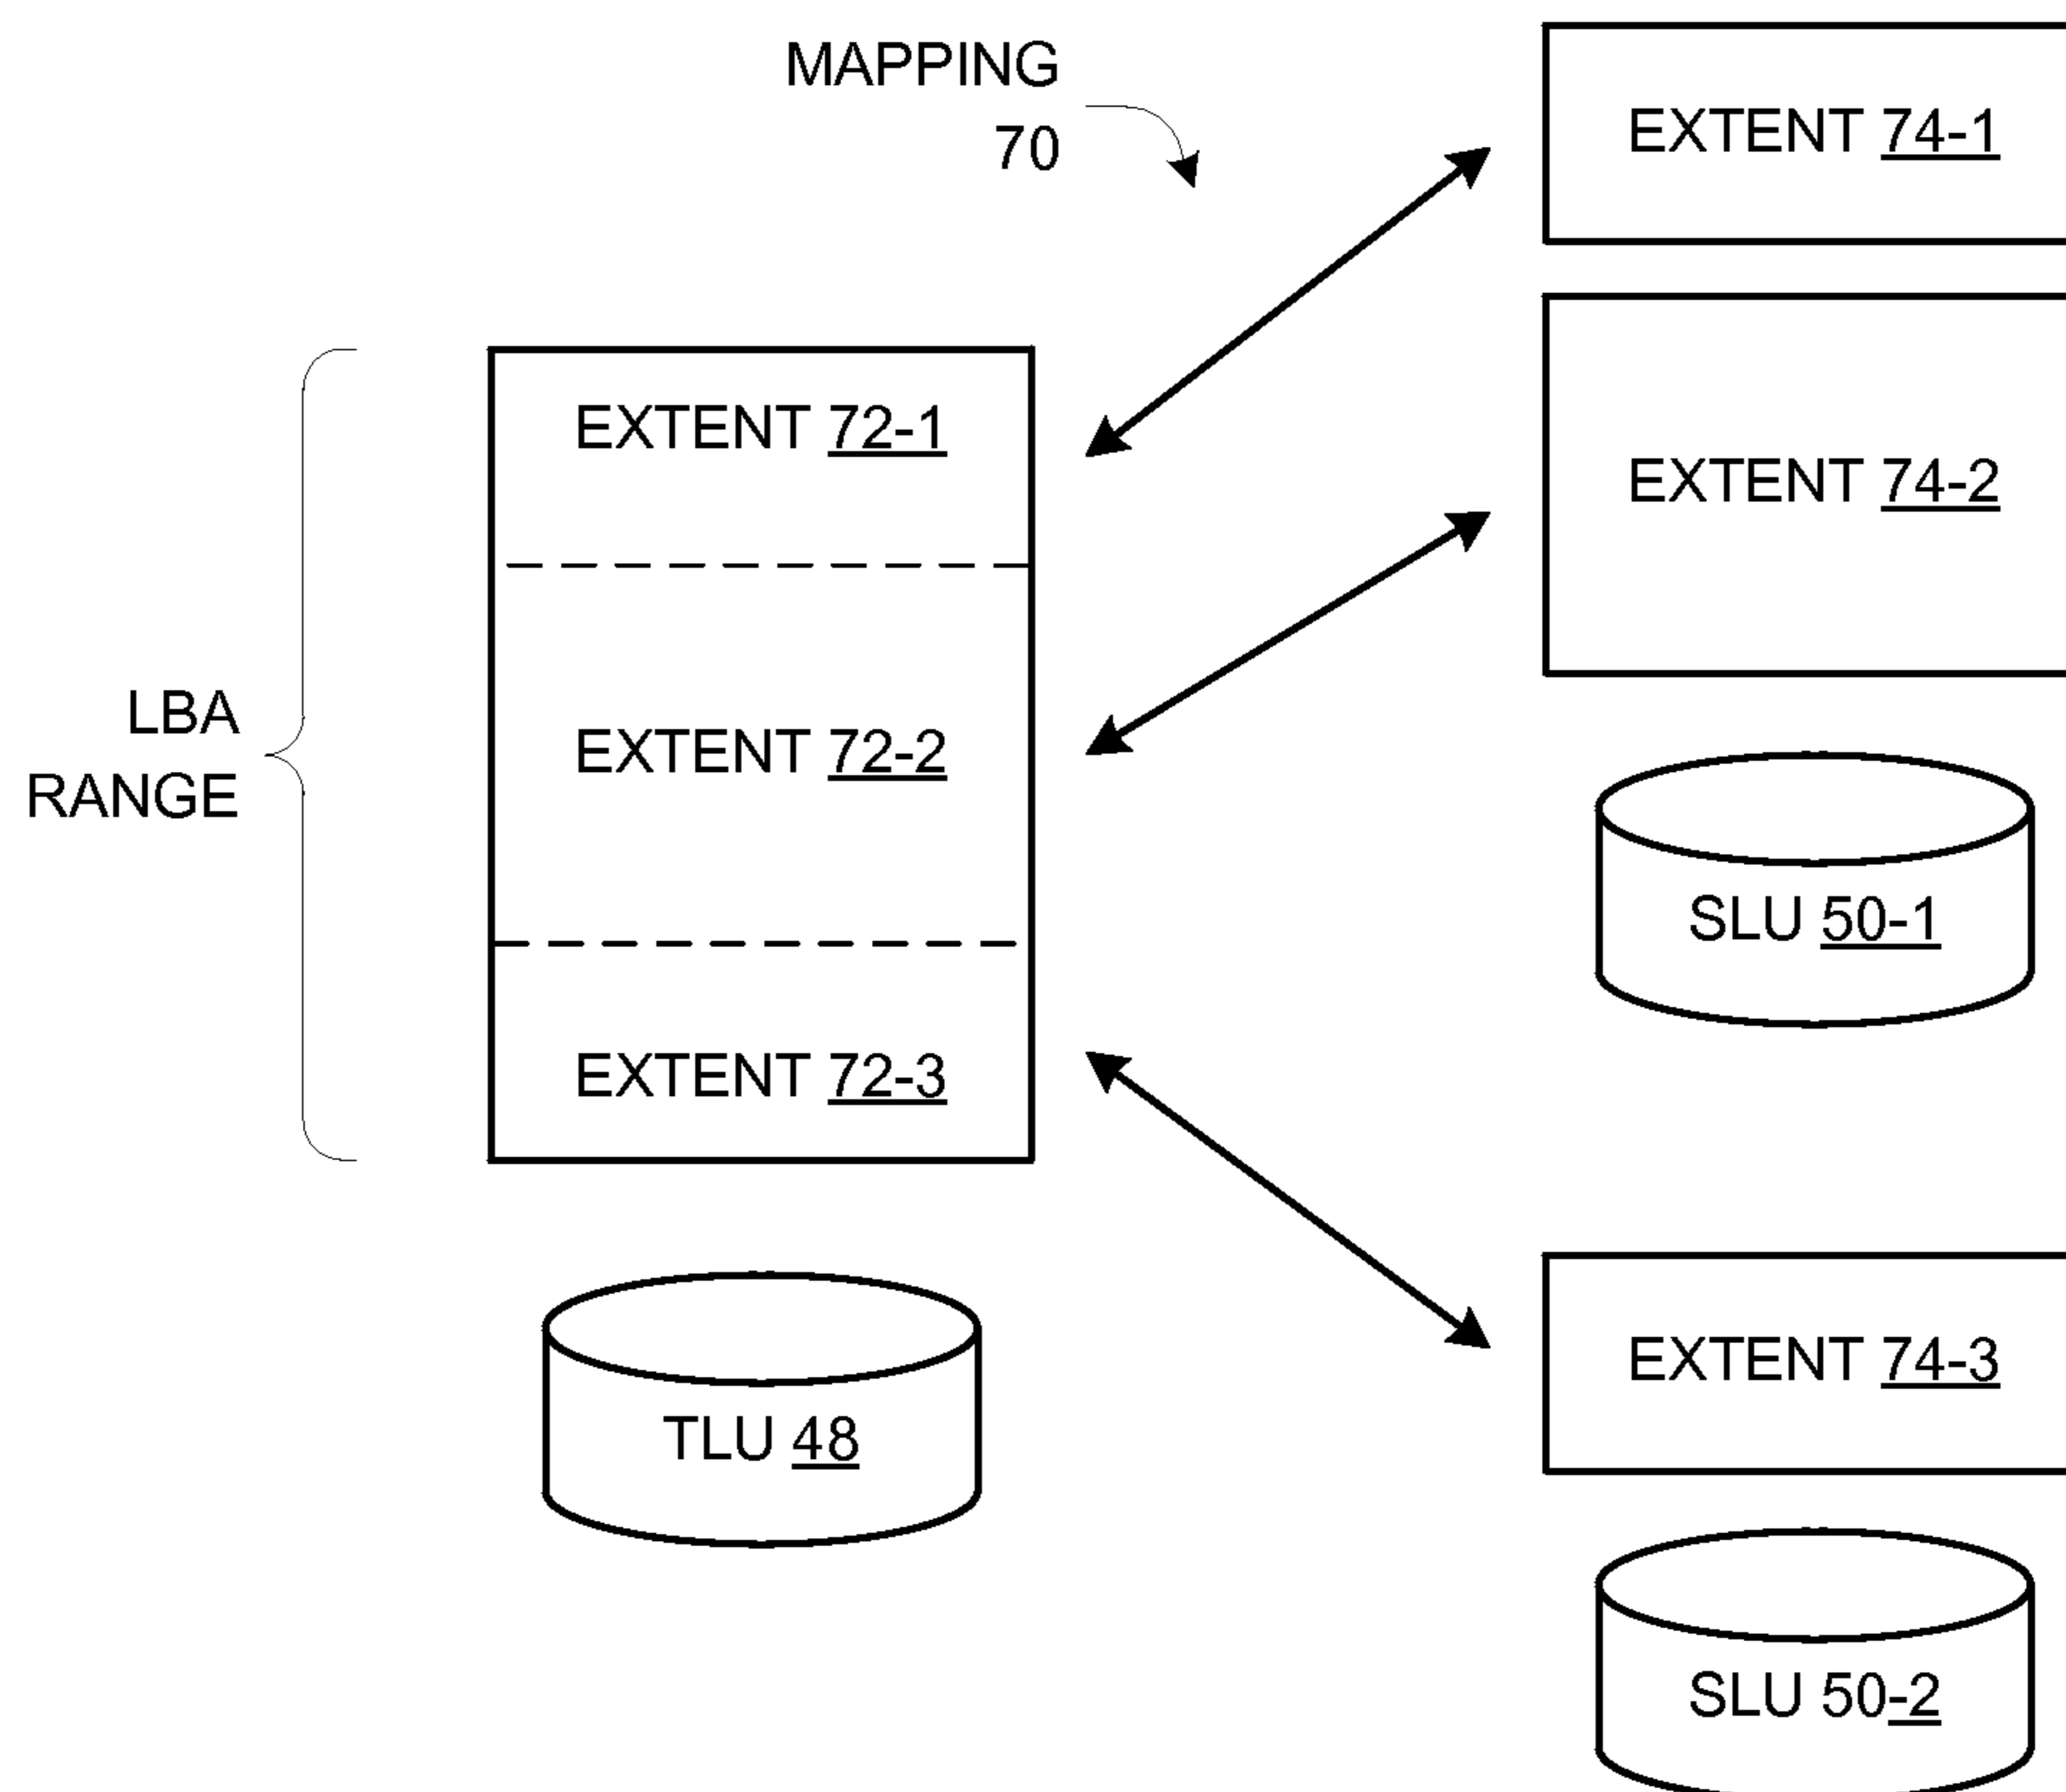 MAPPING
70
EXTENT 74-1
EXTENT 72-1
EXTENT 74-2
LBA
RANGE
EXTENT 72-2
SLU 50-1
EXTENT 72-3
EXTENT 74-3
TLU 48
SLU 50-2